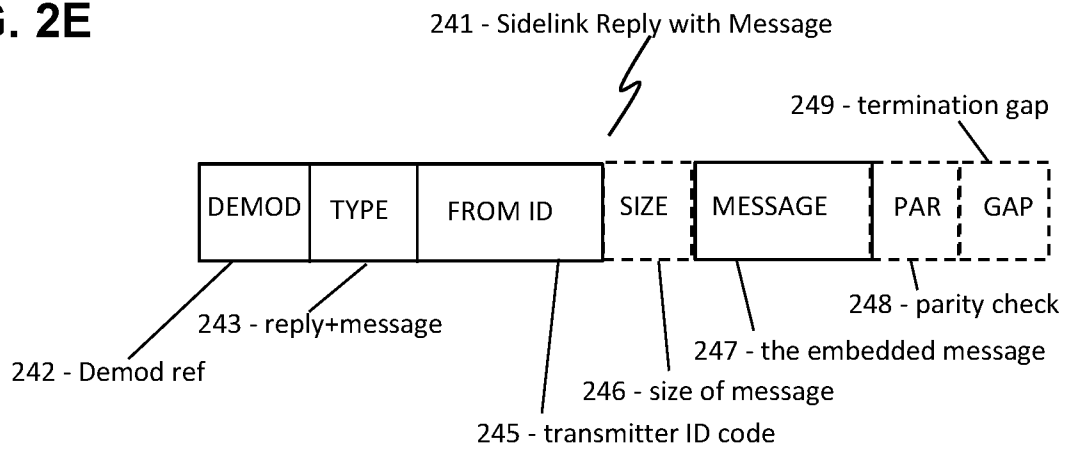 G. 2E
241 - Sidelink Reply with Message
249 - termination gap
DEMOD TYPE FROM ID SIZE MESSAGE PAR GAP
248 - parity check
243 - reply+message
247 - the embedded message
242 - Demod ref
246 - size of message
245 - transmitter ID code